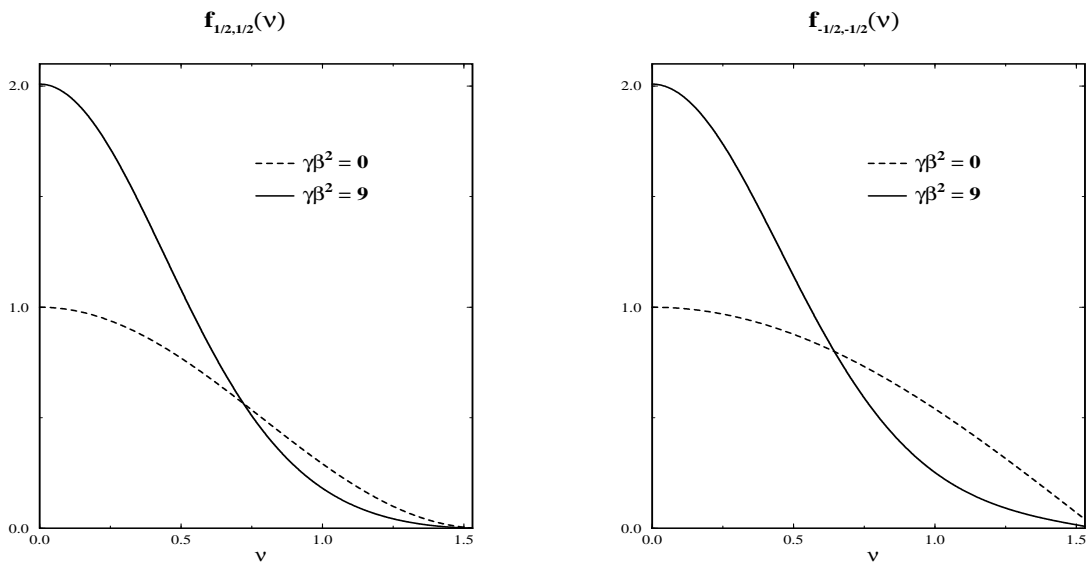 f1/2,1/2(ν)
2.0
1.0
0.0
0.0 0.5 1.0 1.5
ν
γβ² = 0
γβ² = 9
f-1/2,-1/2(ν)
2.0
1.0
0.0
0.0 0.5 1.0 1.5
ν
γβ² = 0
γβ² = 9